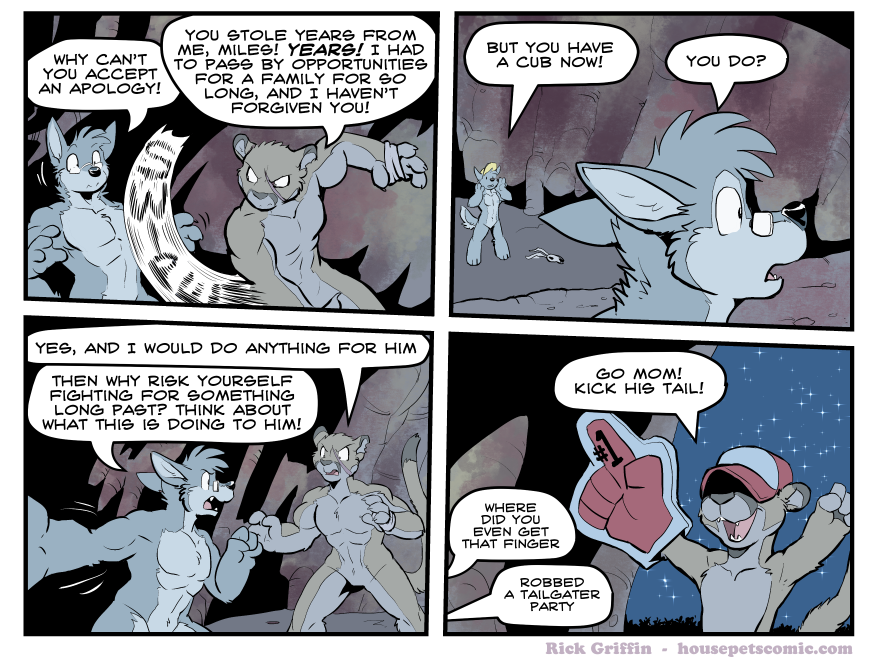 WHY CAN'T
YOU ACCEPT
AN APOLOGY!
YOU STOLE YEARS FROM
ME, MILES! YEARS! I HAD
TO PASS BY OPPORTUNITIES
FOR A FAMILY FOR SO
LONG, AND I HAVEN'T
FORGIVEN YOU!
BUT YOU HAVE
A CUB NOW!
YOU DO?
YES, AND I WOULD DO ANYTHING FOR HIM
THEN WHY RISK YOURSELF
FIGHTING FOR SOMETHING
LONG PAST? THINK ABOUT
WHAT THIS IS DOING TO HIM!
GO MOM!
KICK HIS TAIL!
#1
WHERE
DID YOU
EVEN GET
THAT FINGER
ROBBED
A TAILGATER
PARTY
Rick Griffin - housepetscomic.com